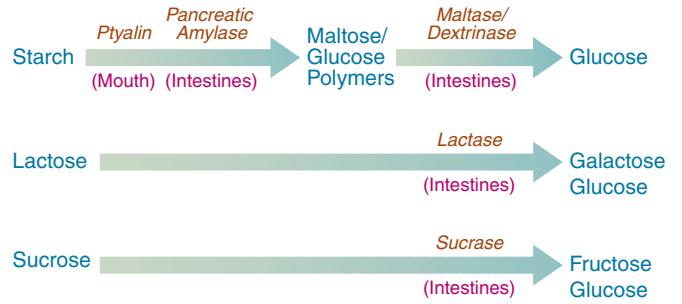 Ptyalin Pancreatic Amylase Maltase/ Dextrinase
Starch Maltose/ Glucose Polymers Glucose
(Mouth) (Intestines) (Intestines)
Lactase
Lactose Galactose Glucose
(Intestines)
Sucrase
Sucrose Fructose Glucose
(Intestines)